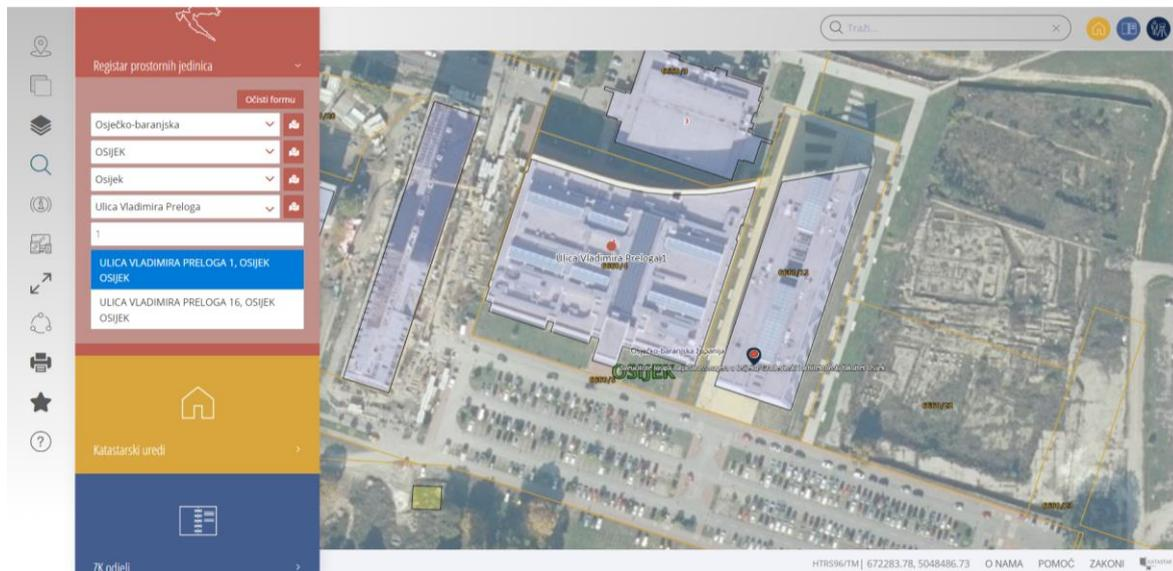 Traži...
Registar prostornih jedinica
Očisti formu
Osječko-baranjska
OSIJEK
Osijek
Ulica Vladimira Preloga
1
ULICA VLADIMIRA PRELOGA 1, OSIJEK
OSIJEK
ULICA VLADIMIRA PRELOGA 16, OSIJEK
OSIJEK
Katastarski uredi
ZK odjeli
Ulica Vladimira Preloga 1
Osječko-baranjska županija
OSIJEK
HTRS96/TM| 672283.78, 5048486.73
O NAMA
POMOĆ
ZAKONI